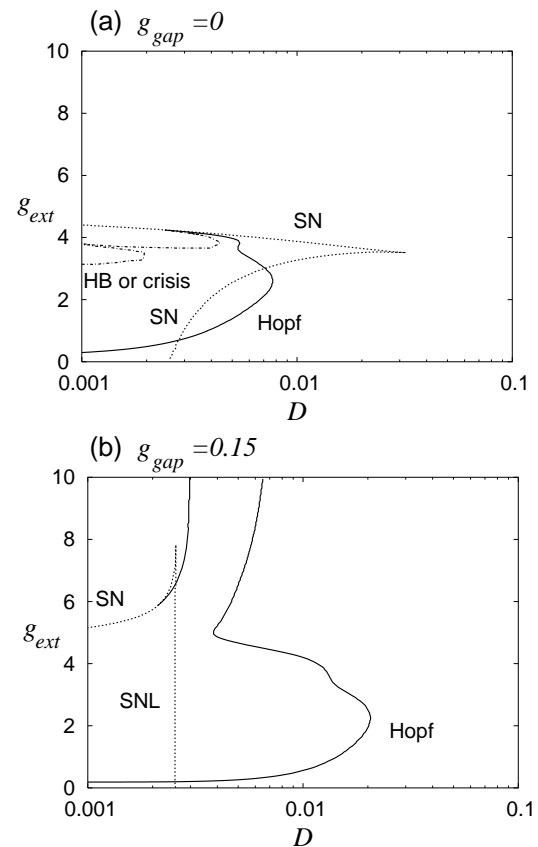 (a) g_gap =0
10
8
6
g_ext
SN
4
HB or crisis
2
SN
Hopf
0
0.001
0.01
0.1
D
(b) g_gap =0.15
10
8
SN
6
g_ext
4
SNL
2
Hopf
0
0.001
0.01
0.1
D